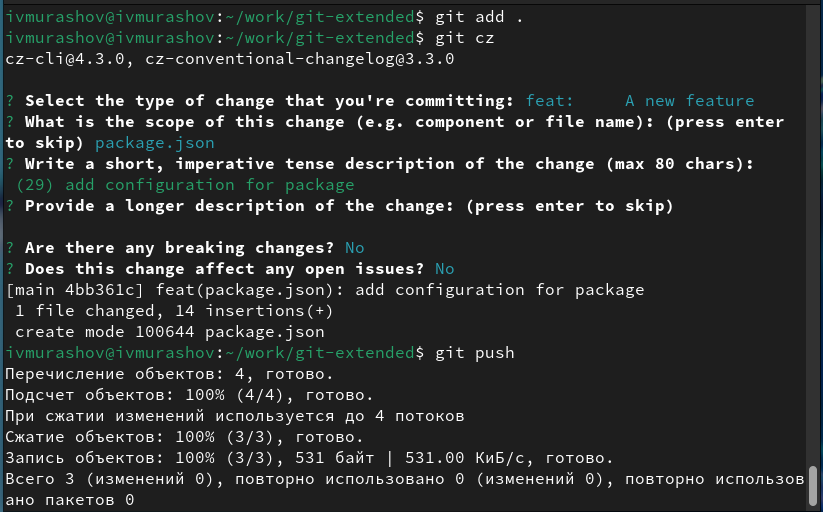 ivmurashov@ivmurashov:~/work/git-extended$ git add .
ivmurashov@ivmurashov:~/work/git-extended$ git cz
cz-cli@4.3.0, cz-conventional-changelog@3.3.0
? Select the type of change that you're committing: feat:     A new feature
? What is the scope of this change (e.g. component or file name): (press enter
to skip) package.json
? Write a short, imperative tense description of the change (max 80 chars):
 (29) add configuration for package
? Provide a longer description of the change: (press enter to skip)
? Are there any breaking changes? No
? Does this change affect any open issues? No
[main 4bb361c] feat(package.json): add configuration for package
 1 file changed, 14 insertions(+)
 create mode 100644 package.json
ivmurashov@ivmurashov:~/work/git-extended$ git push
Перечисление объектов: 4, готово.
Подсчет объектов: 100% (4/4), готово.
При сжатии изменений используется до 4 потоков
Сжатие объектов: 100% (3/3), готово.
Запись объектов: 100% (3/3), 531 байт | 531.00 КиБ/с, готово.
Всего 3 (изменений 0), повторно использовано 0 (изменений 0), повторно использов
ано пакетов 0